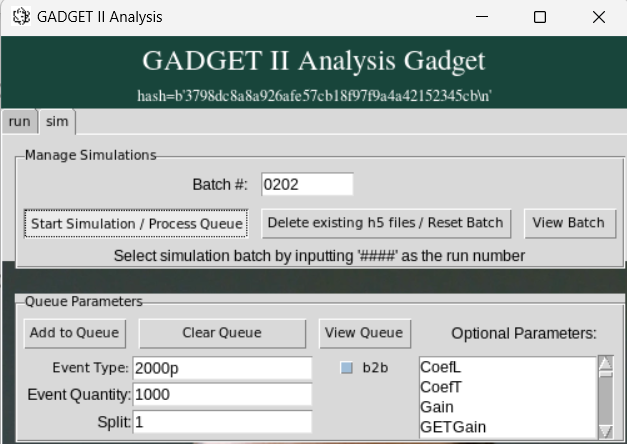 GADGET II Analysis
GADGET II Analysis Gadget
hash=b'3798dc8a8a926afe57cb18f97f9a4a42152345cb\n'
run sim
Manage Simulations
Batch #: 0202
Start Simulation / Process Queue Delete existing h5 files / Reset Batch View Batch
Select simulation batch by inputting '####' as the run number
Queue Parameters
Add to Queue Clear Queue View Queue Optional Parameters:
Event Type: 2000p b2b CoefL
CoefT
Event Quantity: 1000
Gain
Split: 1
GETGain